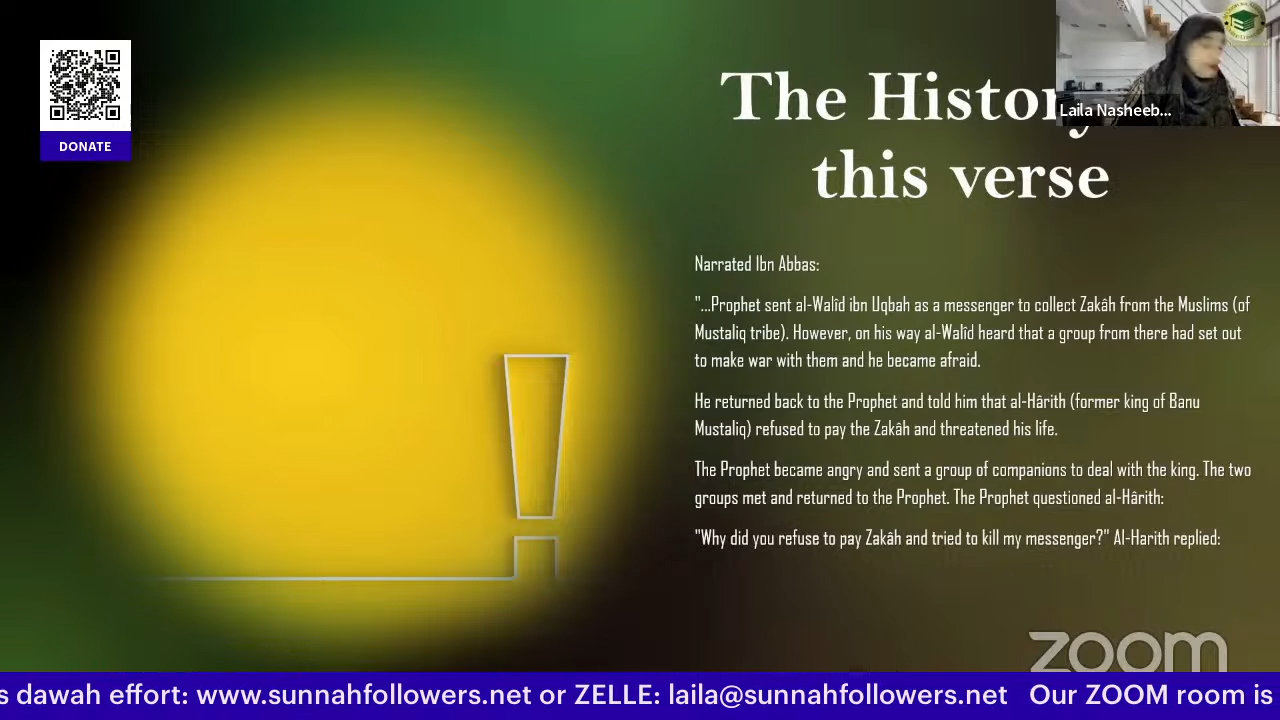 DONATE
The History
this verse
Laila Nasheeb...
Narrated Ibn Abbas:
"...Prophet sent al-Walîd ibn Uqbah as a messenger to collect Zakâh from the Muslims (of
Mustaliq tribe). However, on his way al-Walîd heard that a group from there had set out
to make war with them and he became afraid.
He returned back to the Prophet and told him that al-Hârith (former king of Banu
Mustaliq) refused to pay the Zakâh and threatened his life.
The Prophet became angry and sent a group of companions to deal with the king. The two
groups met and returned to the Prophet. The Prophet questioned al-Hârith:
"Why did you refuse to pay Zakâh and tried to kill my messenger?" Al-Harith replied:
zoom
s dawah effort: www.sunnahfollowers.net or ZELLE: laila@sunnahfollowers.net Our ZOOM room is